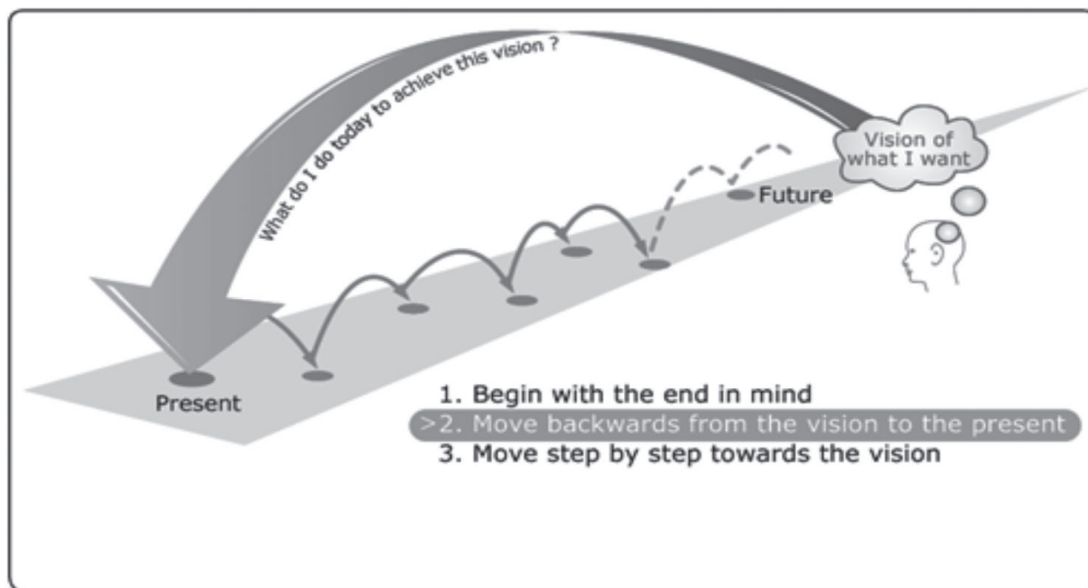 What do I do today to achieve this vision ?
Vision of
what I want
Future
Present
1. Begin with the end in mind
>2. Move backwards from the vision to the present
3. Move step by step towards the vision